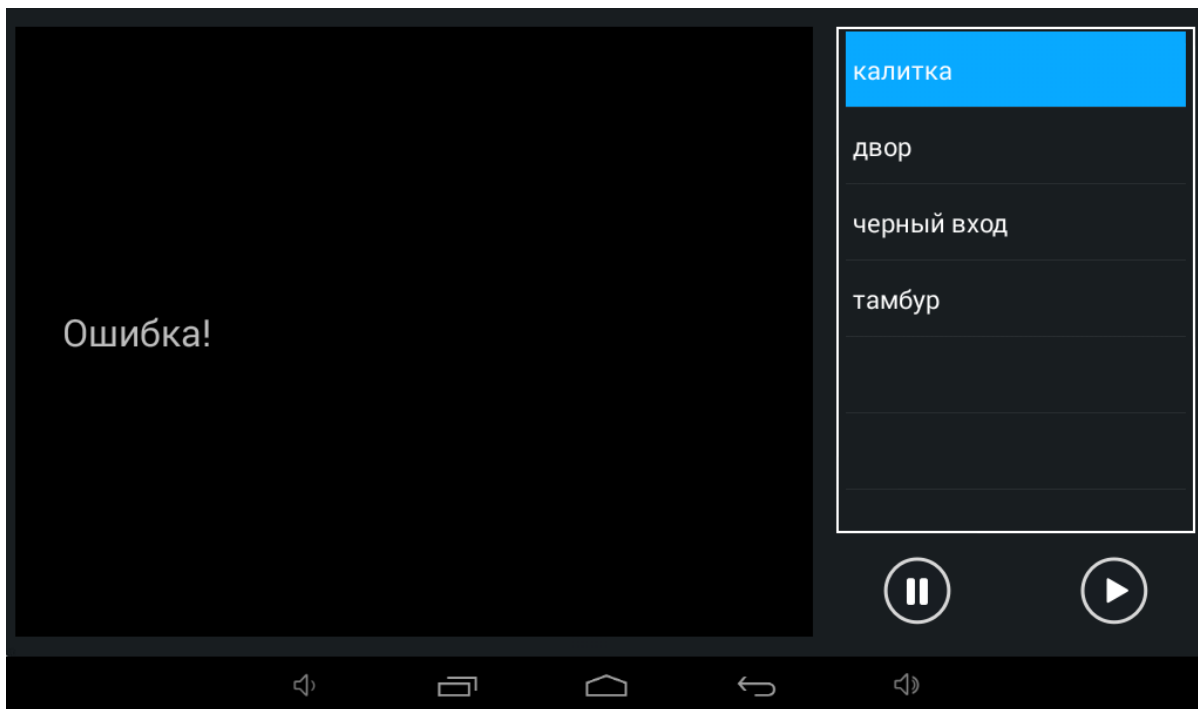 калитка
двор
черный вход
тамбур
Ошибка!